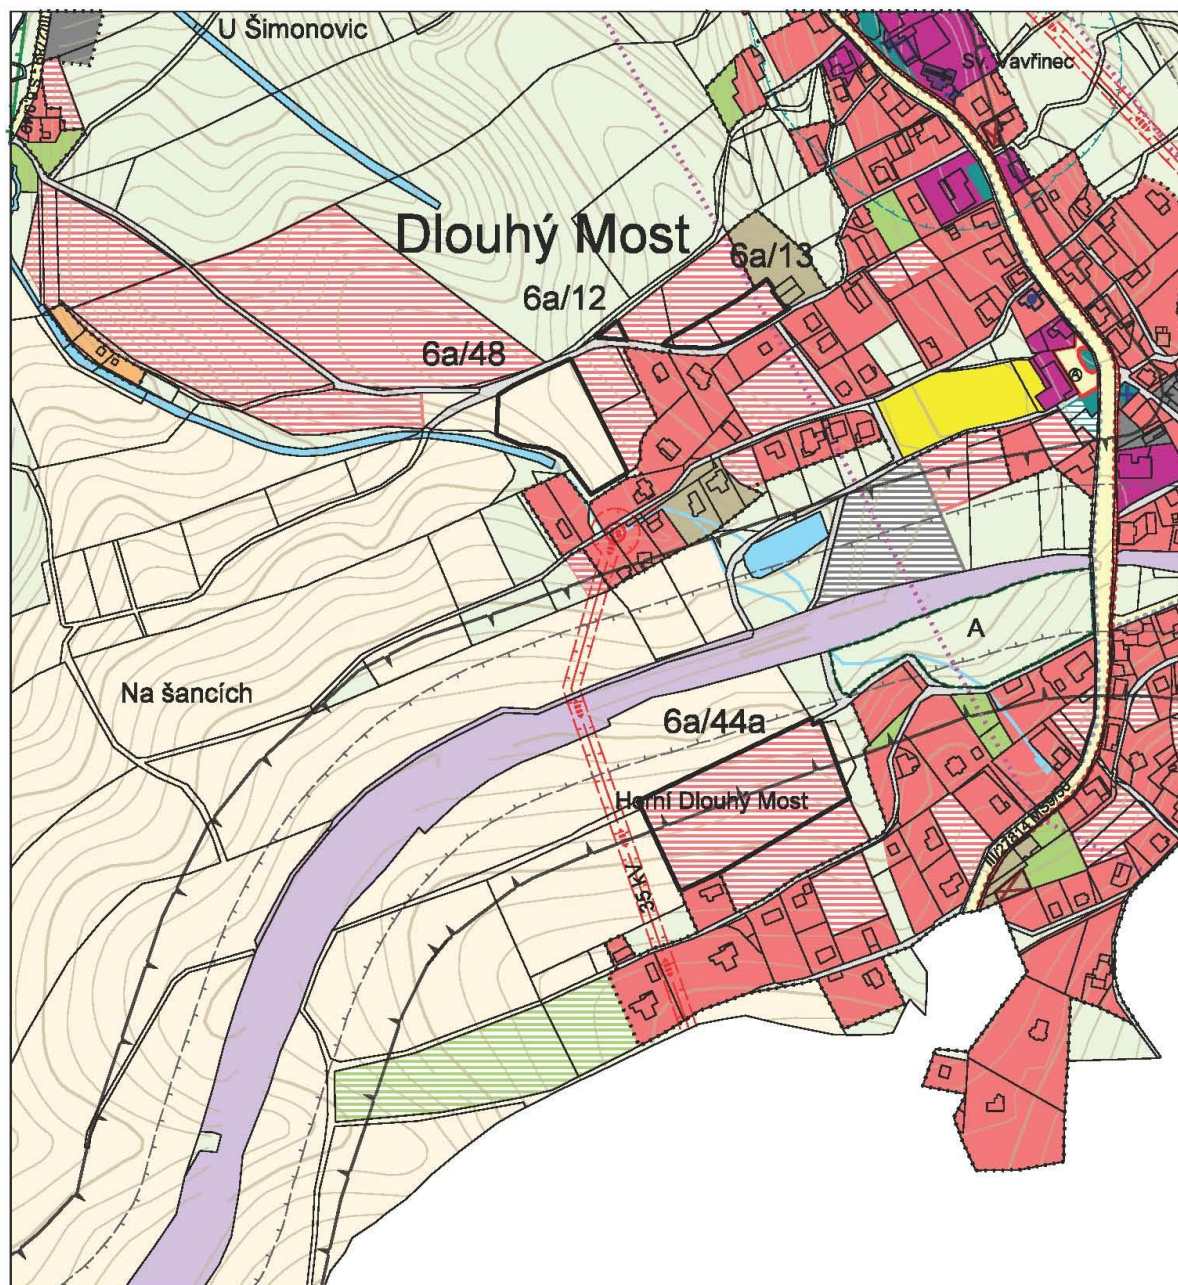 U Šimonovic
Sv. Vavřinec
Dlouhý Most
6a/13
6a/12
6a/48
A
Na šancích
6a/44a
Horní Dlouhý Most
35 kV